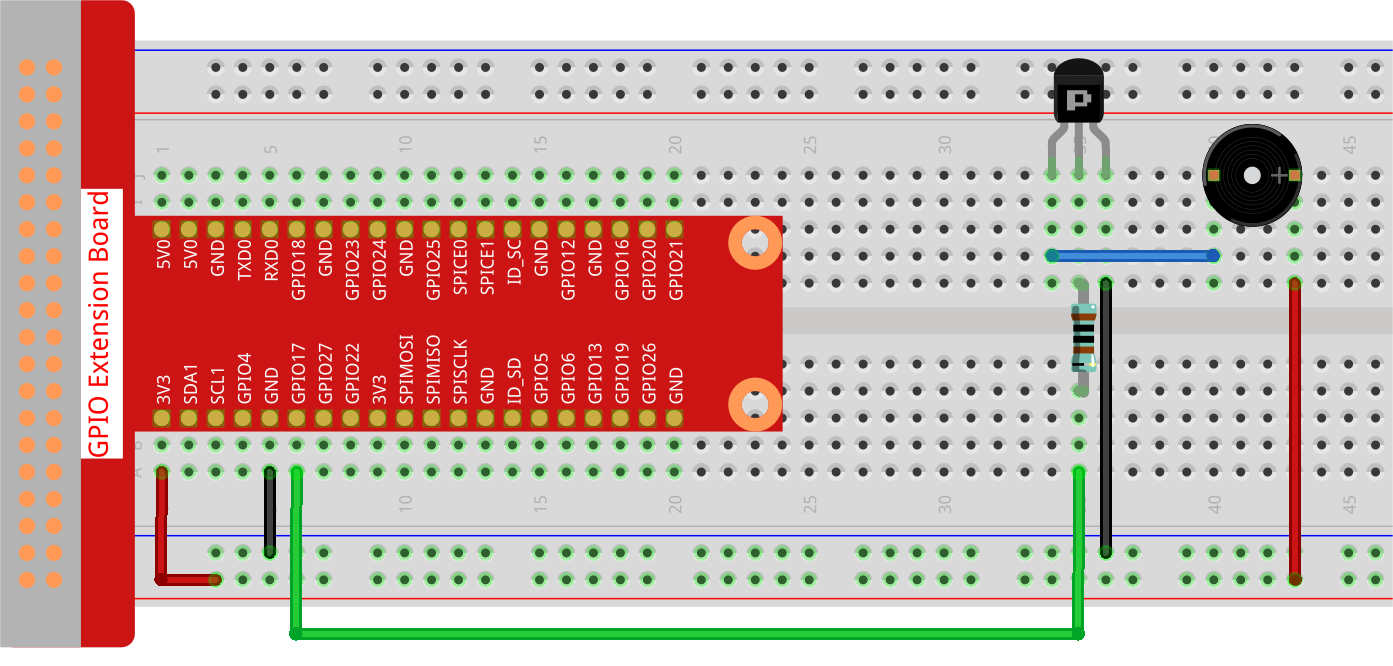 GPIO Extension Board
1
5
10
15
20
25
30
45
J
P
5V0
5V0
GND
TXD0
RXD0
GPIO18
GND
GPIO23
GPIO24
GND
GPIO25
SPICE0
SPICE1
ID_SC
GND
GPIO12
GND
GPIO16
GPIO20
GPIO21
+
3V3
SDA1
SCL1
GPIO4
GND
GPIO17
GPIO27
GPIO22
3V3
SPIMOSI
SPIMISO
SPISCLK
GND
ID_SD
GPIO5
GPIO6
GPIO13
GPIO19
GPIO26
GND
B
A
10
15
20
25
30
40
45